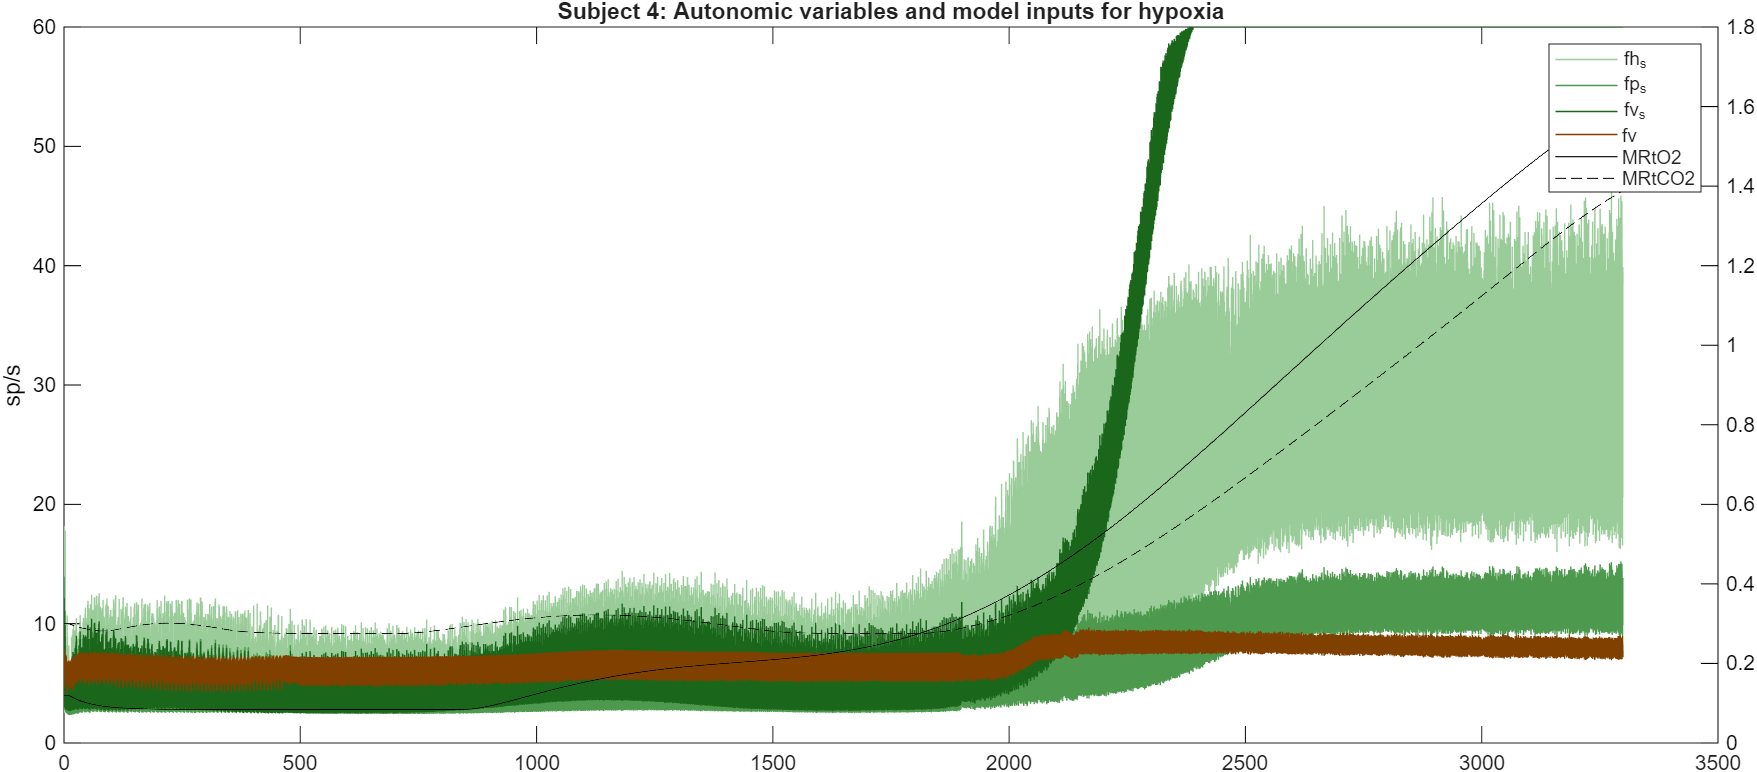 Subject 4: Autonomic variables and model inputs for hypoxia
60
50
40
30
20
10
0
sp/s
1.8
1.6
1.4
1.2
1
0.8
0.6
0.4
0.2
0
fhs
fps
fvs
fv
MRtO2
MRtCO2
0 500 1000 1500 2000 2500 3000 3500